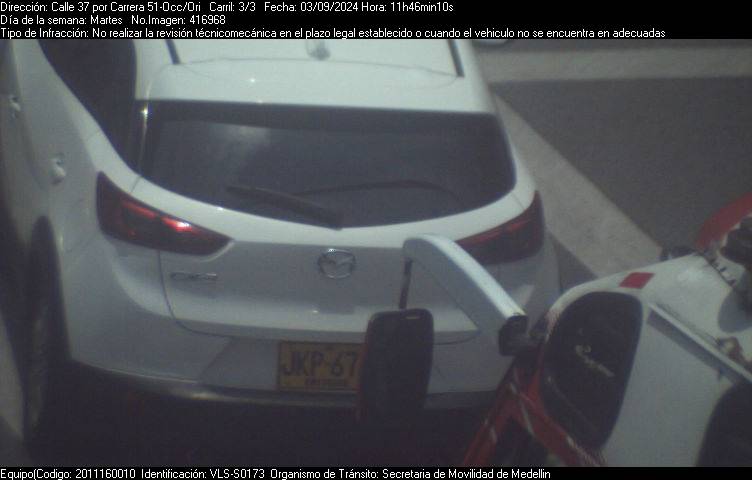 Dirección: Calle 37 por Carrera 51-Occ/Ori Carril: 3/3 Fecha: 03/09/2024 Hora: 11h46min10s
Día de la semana: Martes No.Imagen: 416968
Tipo de Infracción: No realizar la revisión técnicomecánica en el plazo legal establecido o cuando el vehiculo no se encuentra en adecuadas
JKP-67
Equipo(Codigo: 2011160010 Identificación: VLS-S0173 Organismo de Tránsito: Secretaria de Movilidad de Medellin